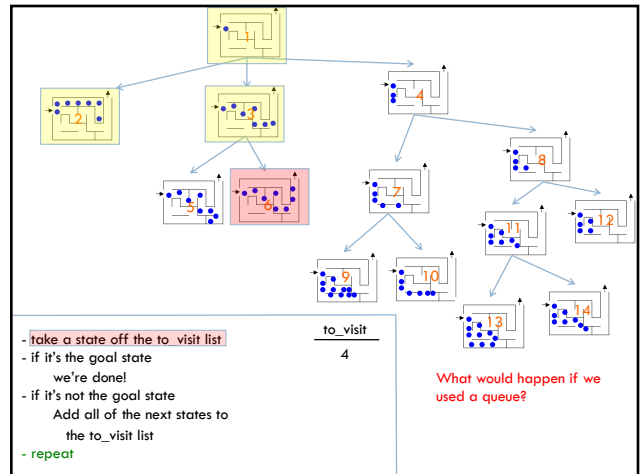 1
2
3
4
5
6
7
8
9
10
11
12
13
14
- take a state off the to_visit list
- if it's the goal state
we're done!
- if it's not the goal state
Add all of the next states to
the to_visit list
- repeat
to_visit
4
What would happen if we
used a queue?